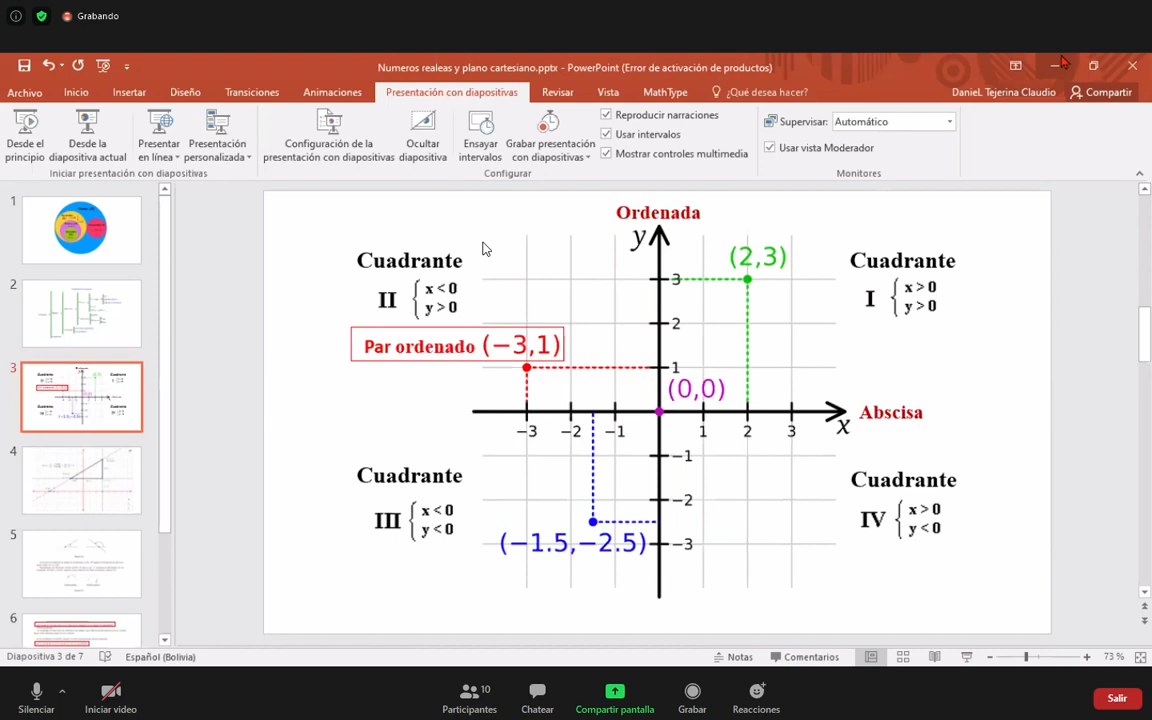 Grabando
Numeros realeas y plano cartesiano.pptx - PowerPoint (Error de activación de productos)
Archivo Inicio Insertar Diseño Transiciones Animaciones Presentación con diapositivas Revisar Vista MathType ¿Qué desea hacer? DanieL Tejerina Claudio Compartir
Desde el principio
Desde la diapositiva actual
Presentar en línea
Presentación personalizada
Configuración de la presentación con diapositivas
Ocultar diapositiva
Ensayar intervalos
Grabar presentación con diapositivas
Reproducir narraciones
Usar intervalos
Mostrar controles multimedia
Supervisar: Automático
Usar vista Moderador
Iniciar presentación con diapositivas Configurar Monitores
1
2
3
4
5
6
Ordenada
y
(2,3)
Cuadrante
II { x < 0
y > 0
Cuadrante
I { x > 0
y > 0
Par ordenado (−3,1)
3
2
1
(0,0)
Abscisa
x
−3 −2 −1 1 2 3
−1
−2
−3
Cuadrante
III { x < 0
y < 0
Cuadrante
IV { x > 0
y < 0
(−1.5,−2.5)
Diapositiva 3 de 7 Español (Bolivia) Notas Comentarios 73 %
Silenciar Iniciar video Participantes 10 Chatear Compartir pantalla Grabar Reacciones Salir